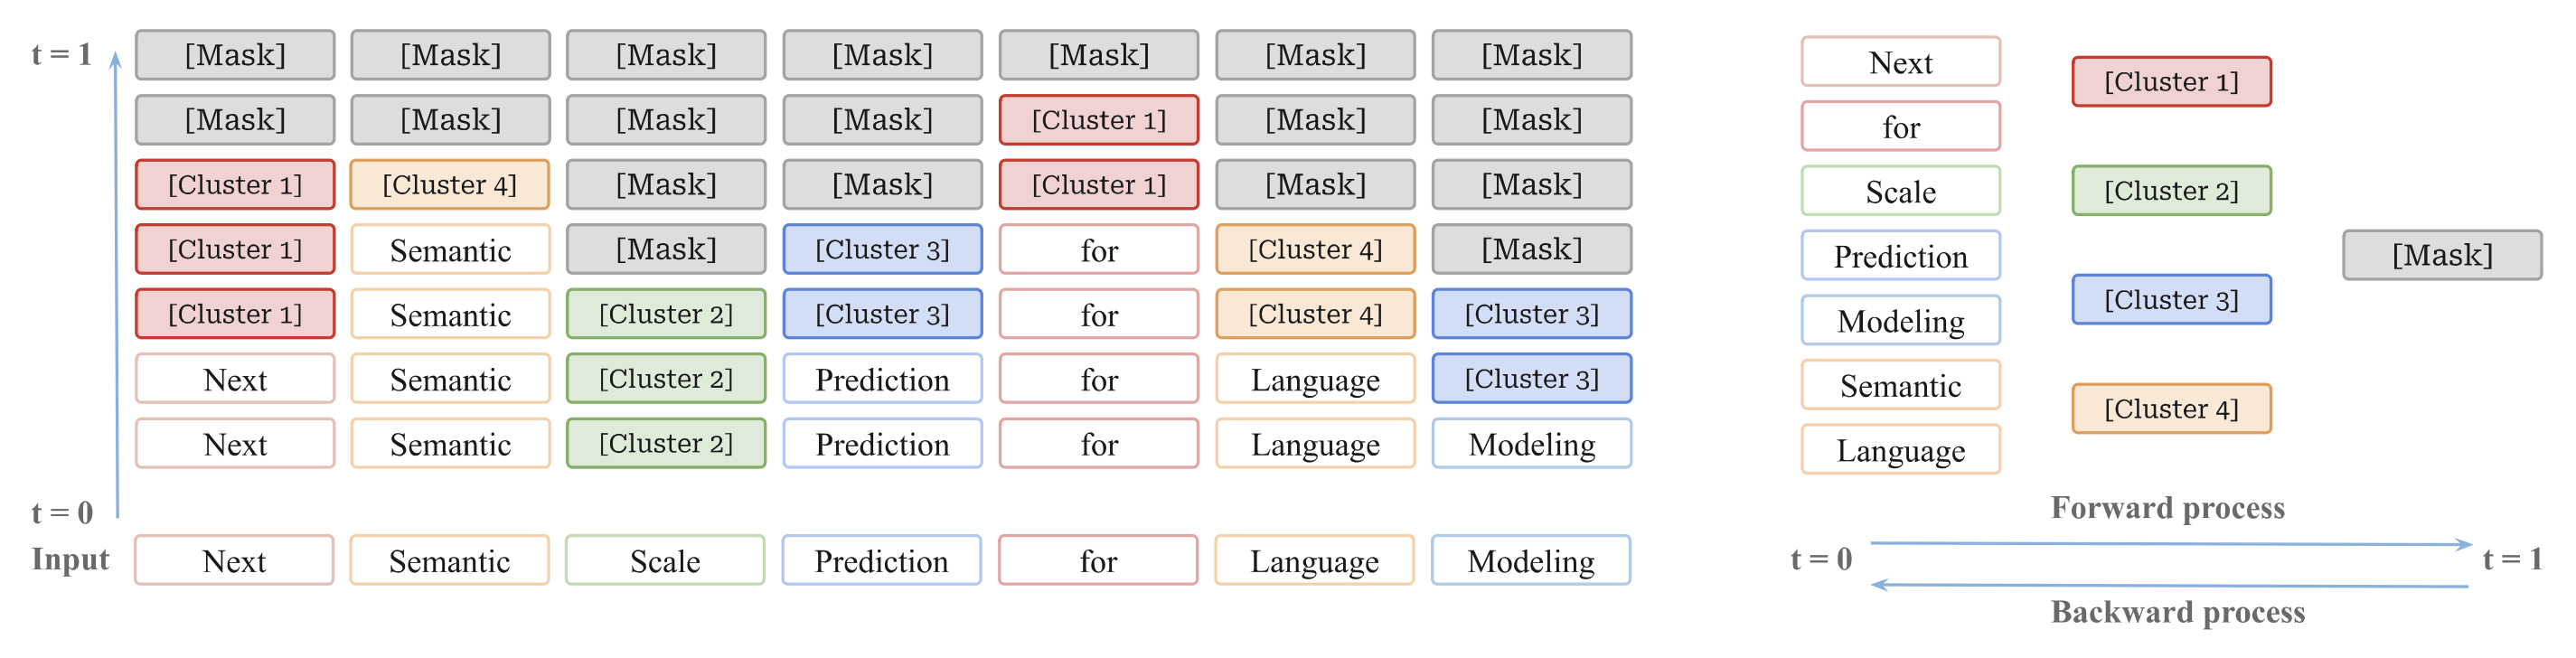 t = 1 [Mask] [Mask] [Mask] [Mask] [Mask] [Mask] [Mask]
[Mask] [Mask] [Mask] [Mask] [Cluster 1] [Mask] [Mask]
[Cluster 1] [Cluster 4] [Mask] [Mask] [Cluster 1] [Mask] [Mask]
[Cluster 1] Semantic [Mask] [Cluster 3] for [Cluster 4] [Mask]
[Cluster 1] Semantic [Cluster 2] [Cluster 3] for [Cluster 4] [Cluster 3]
Next Semantic [Cluster 2] Prediction for Language [Cluster 3]
Next Semantic [Cluster 2] Prediction for Language Modeling
t = 0
Input Next Semantic Scale Prediction for Language Modeling
Next
for
Scale
Prediction
Modeling
Semantic
Language
[Cluster 1]
[Cluster 2]
[Cluster 3]
[Cluster 4]
[Mask]
Forward process
t = 0 t = 1
Backward process